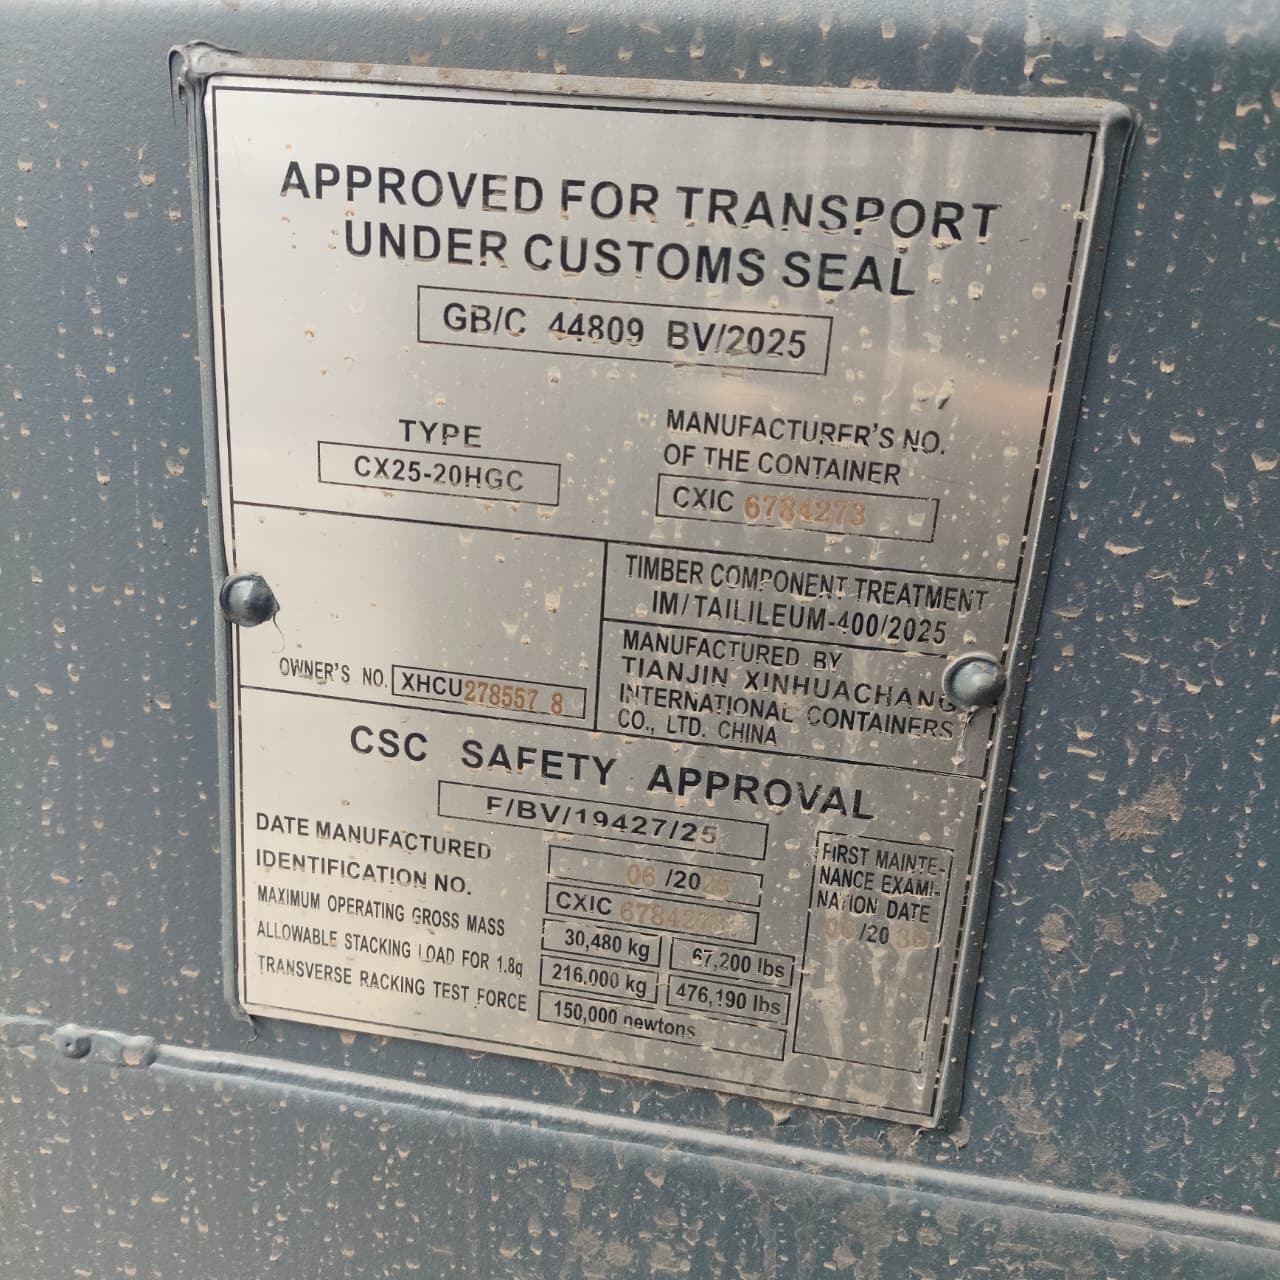 APPROVED FOR TRANSPORT
UNDER CUSTOMS SEAL
GB/C 44809 BV/2025
TYPE
CX25-20HGC
MANUFACTURER'S NO.
OF THE CONTAINER
CXIC 6784273
TIMBER COMPONENT TREATMENT
IM/TAILILEUM-400/2025
OWNER'S NO. XHCU 278557 8
MANUFACTURED BY
TIANJIN XINHUACHANG
INTERNATIONAL CONTAINERS
CO., LTD. CHINA
CSC SAFETY APPROVAL
F/BV/19427/25
DATE MANUFACTURED 06/2025
IDENTIFICATION NO. CXIC 6784273
MAXIMUM OPERATING GROSS MASS 30,480 kg 67,200 lbs
ALLOWABLE STACKING LOAD FOR 1.8g 216,000 kg 476,190 lbs
TRANSVERSE RACKING TEST FORCE 150,000 newtons
FIRST MAINTE-
NANCE EXAMI-
NATION DATE
/20